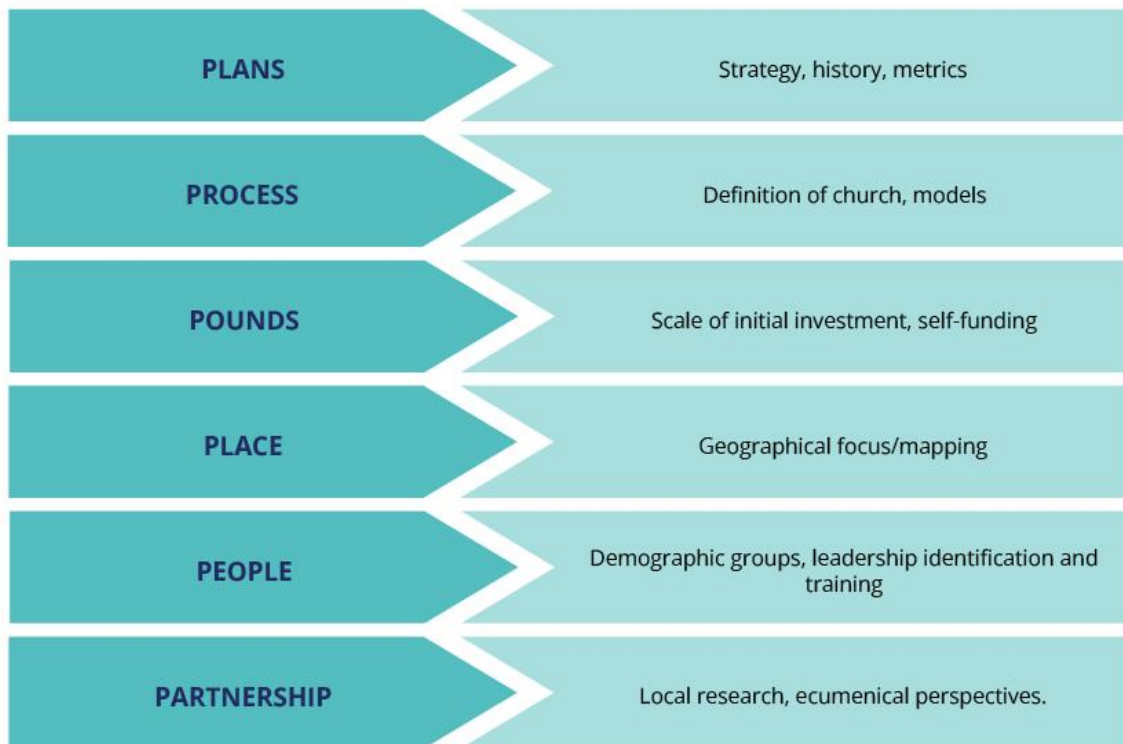 PLANS
Strategy, history, metrics
PROCESS
Definition of church, models
POUNDS
Scale of initial investment, self-funding
PLACE
Geographical focus/mapping
PEOPLE
Demographic groups, leadership identification and
training
PARTNERSHIP
Local research, ecumenical perspectives.